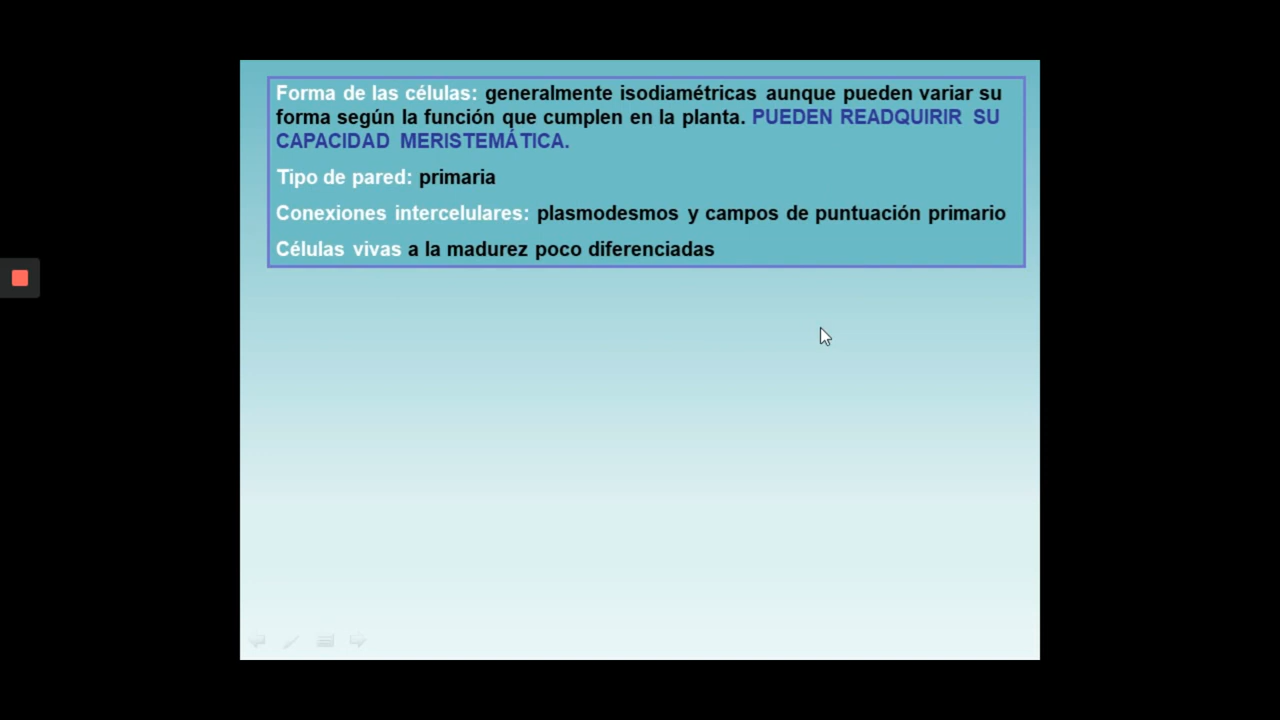 Forma de las células: generalmente isodiamétricas aunque pueden variar su
forma según la función que cumplen en la planta. PUEDEN READQUIRIR SU
CAPACIDAD MERISTEMÁTICA.
Tipo de pared: primaria
Conexiones intercelulares: plasmodesmos y campos de puntuación primario
Células vivas a la madurez poco diferenciadas